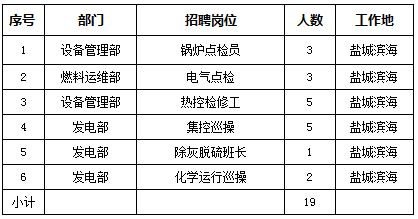 序号 部门 招聘岗位 人数 工作地
1 设备管理部 锅炉点检员 3 盐城滨海
2 燃料运维部 电气点检 3 盐城滨海
3 设备管理部 热控检修工 5 盐城滨海
4 发电部 集控巡操 5 盐城滨海
5 发电部 除灰脱硫班长 1 盐城滨海
6 发电部 化学运行巡操 2 盐城滨海
小计 19